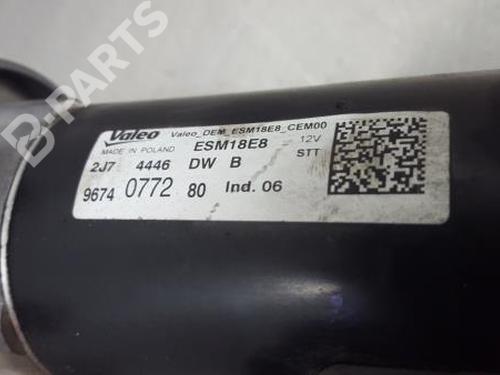 Valeo Valeo_DEM_ESM18E8_CEM00
MADE IN POLAND ESM18E8 12V
2J7 4446 DW B STT
9674 0772 80 Ind. 06
B-PARTS